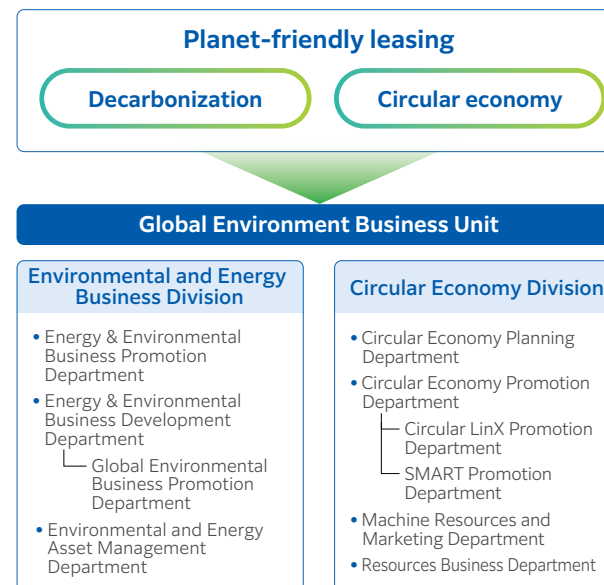 Planet-friendly leasing
Decarbonization
Circular economy
Global Environment Business Unit
Environmental and Energy
Business Division
• Energy & Environmental
Business Promotion
Department
• Energy & Environmental
Business Development
Department
Global Environmental
Business Promotion
Department
• Environmental and Energy
Asset Management
Department
Circular Economy Division
• Circular Economy Planning
Department
• Circular Economy Promotion
Department
Circular LinX Promotion
Department
SMART Promotion
Department
• Machine Resources and
Marketing Department
• Resources Business Department